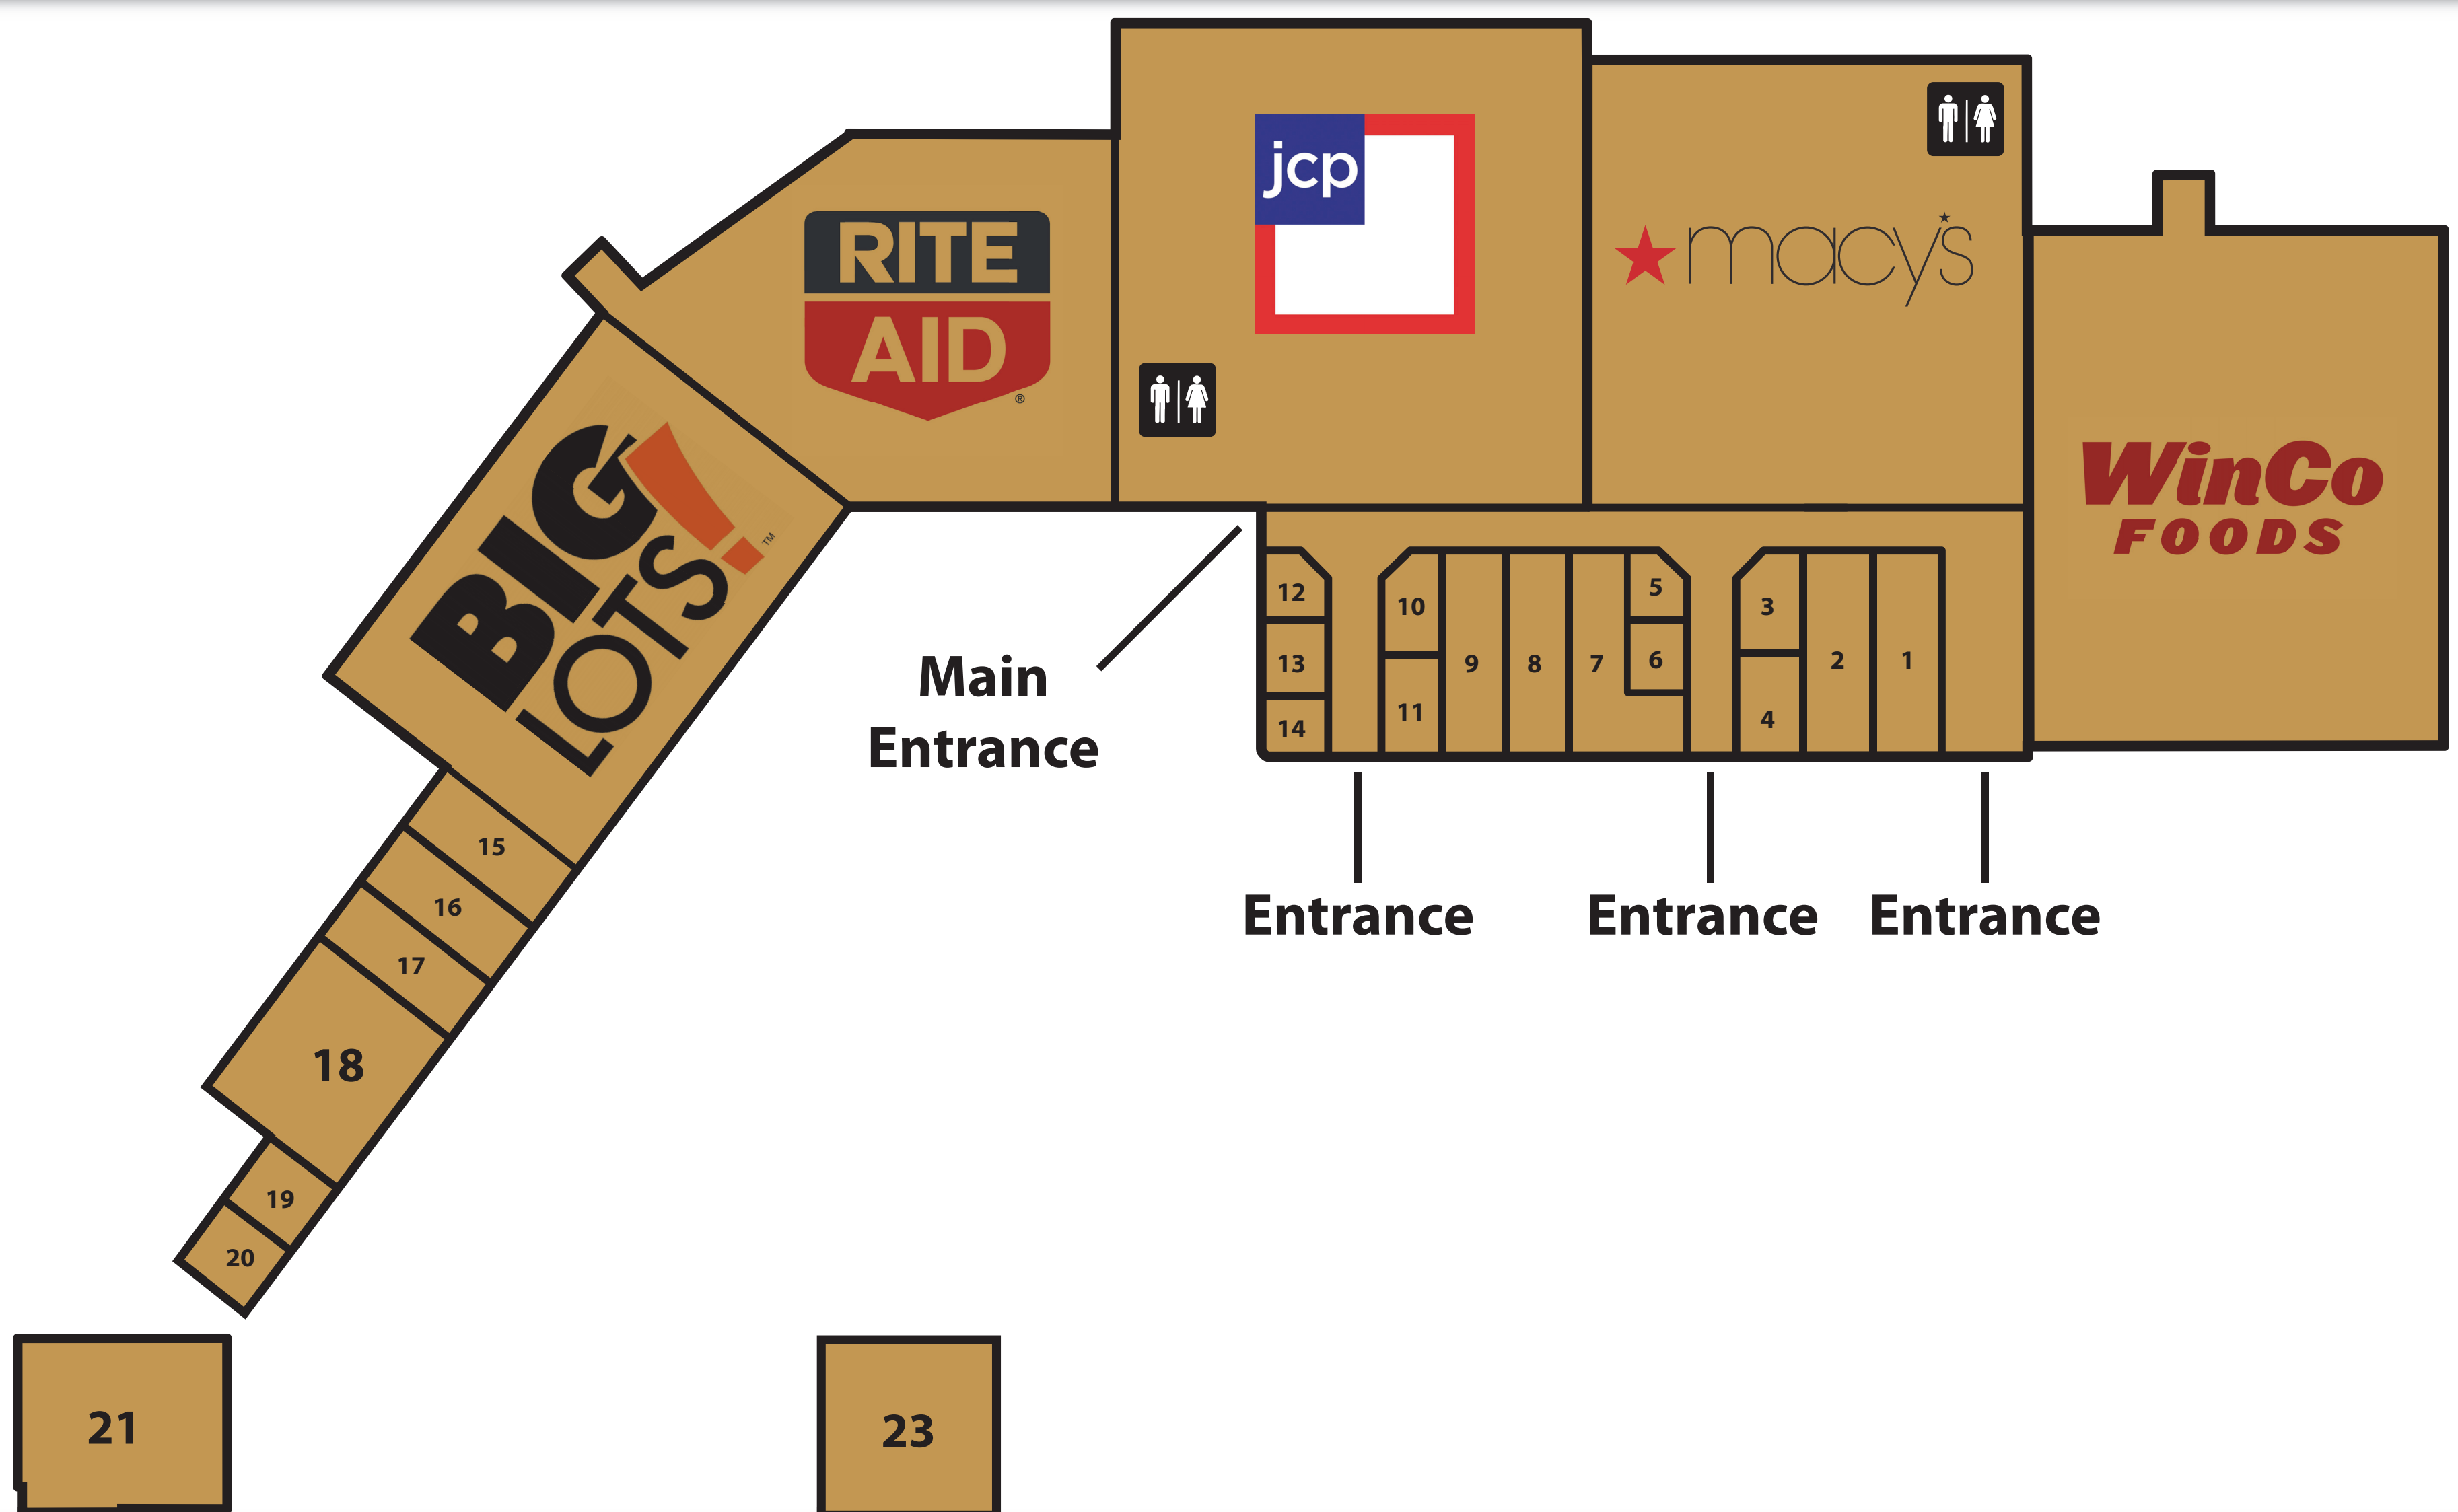 jcp
RITE
AID
®
macy's
WinCo
FOODS
BIG
LOTS!
™
Main
Entrance
12
13
14
10
11
9
8
7
5
6
3
4
2
1
Entrance
Entrance
Entrance
15
16
17
18
19
20
21
23